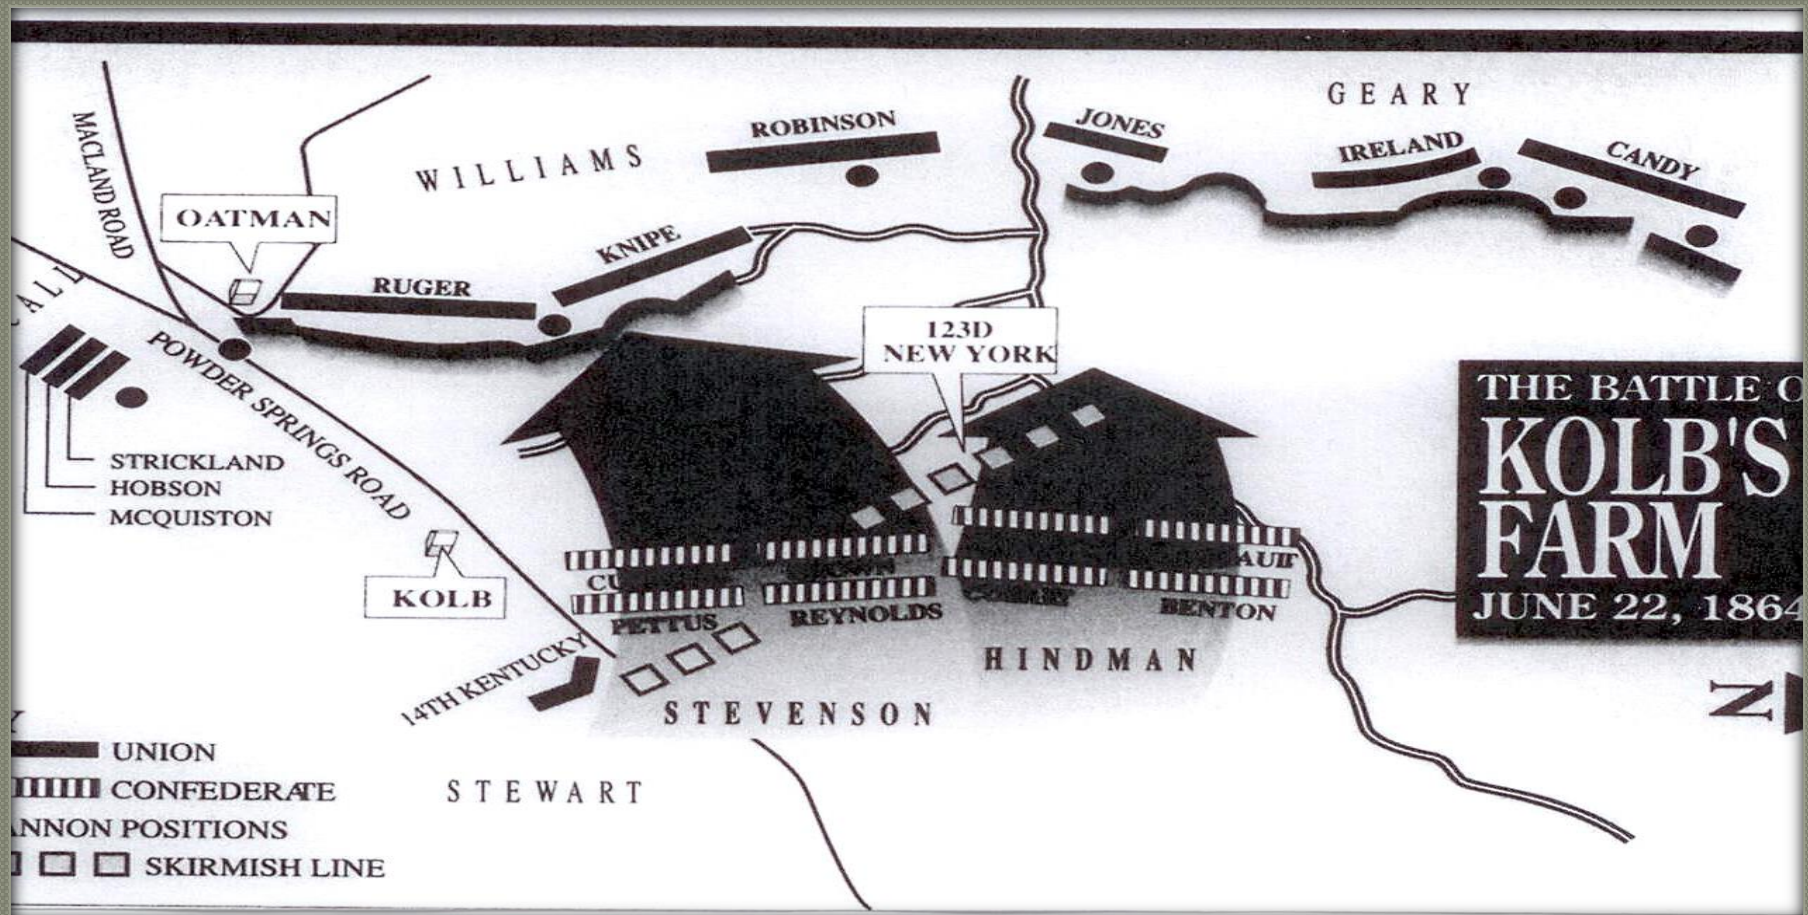 GEARY
JONES
ROBINSON
IRELAND
CANDY
WILLIAMS
MACLAND ROAD
OATMAN
KNIPE
RUGER
ALL
POWDER SPRINGS ROAD
123D
NEW YORK
STRICKLAND
HOBSON
MCQUISTON
KOLB
THE BATTLE O
KOLB'S
FARM
JUNE 22, 1864
PETTUS
REYNOLDS
BENTON
14TH KENTUCKY
HINDMAN
STEVENSON
N
STEWART
UNION
CONFEDERATE
ANNON POSITIONS
SKIRMISH LINE